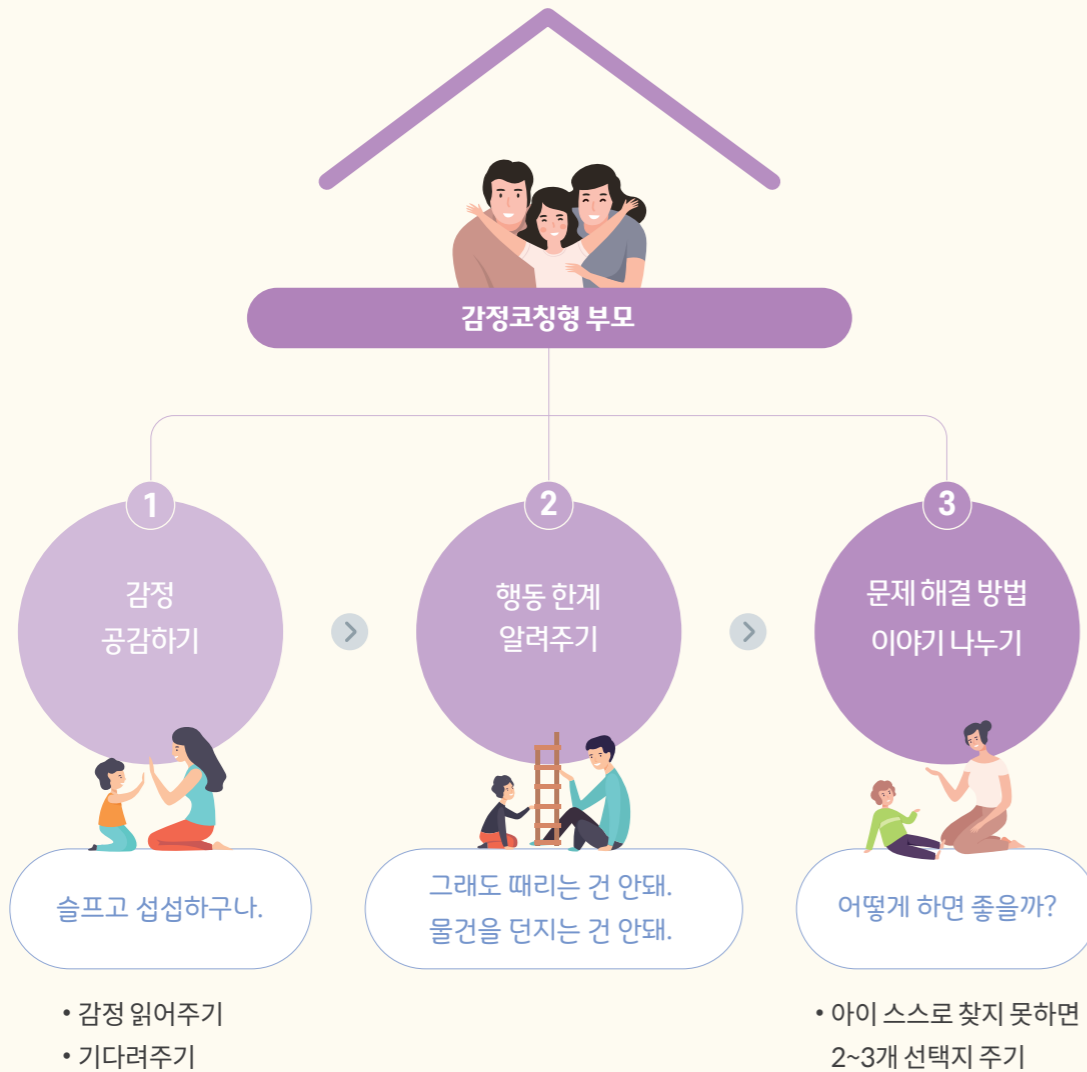 감정코칭형 부모
1
감정
공감하기
2
행동 한계
알려주기
3
문제 해결 방법
이야기 나누기
슬프고 섭섭하구나.
그래도 때리는 건 안돼.
물건을 던지는 건 안돼.
어떻게 하면 좋을까?
• 감정 읽어주기
• 기다려주기
• 아이 스스로 찾지 못하면
2~3개 선택지 주기